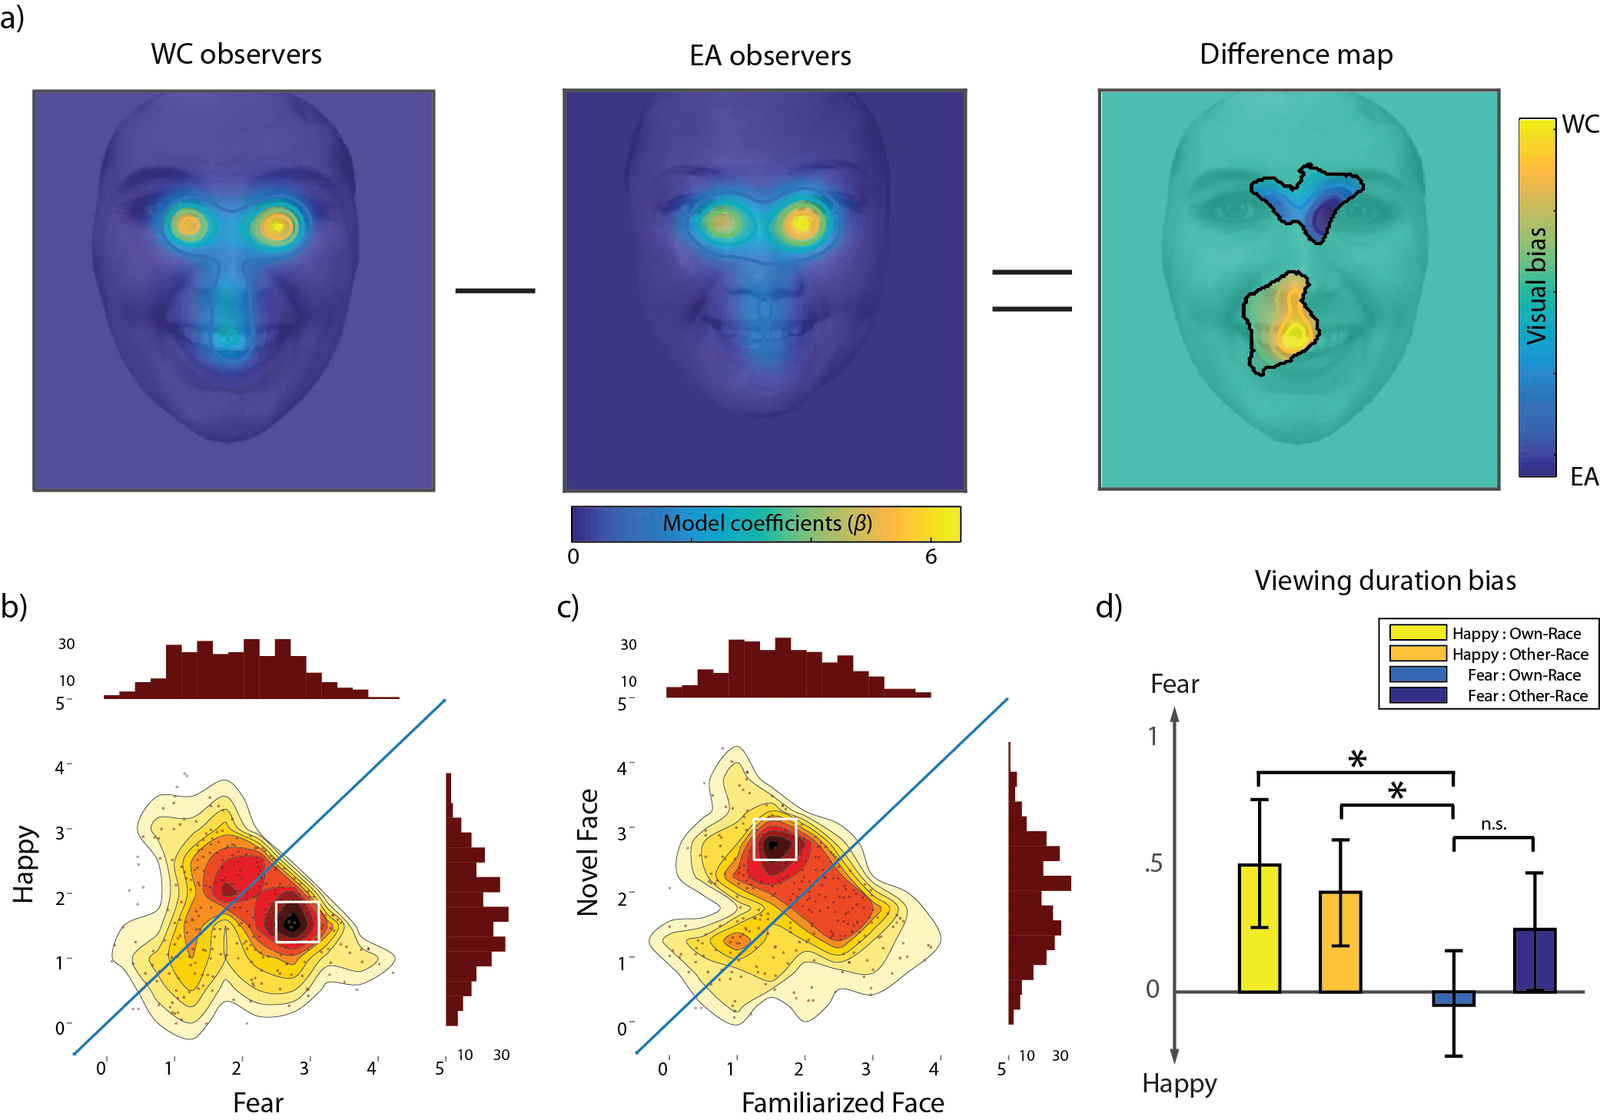 a)
WC observers
EA observers
Difference map
WC
Visual bias
EA
Model coefficients (β)
0
6
b)
30
10
5
4
3
2
1
0
Happy
0
1
2
3
4
5
10
30
Fear
c)
30
10
5
4
3
2
1
0
Novel Face
0
1
2
3
4
5
10
30
Familiarized Face
d)
Viewing duration bias
Happy : Own-Race
Happy : Other-Race
Fear : Own-Race
Fear : Other-Race
Fear
1
.5
0
Happy
*
*
n.s.